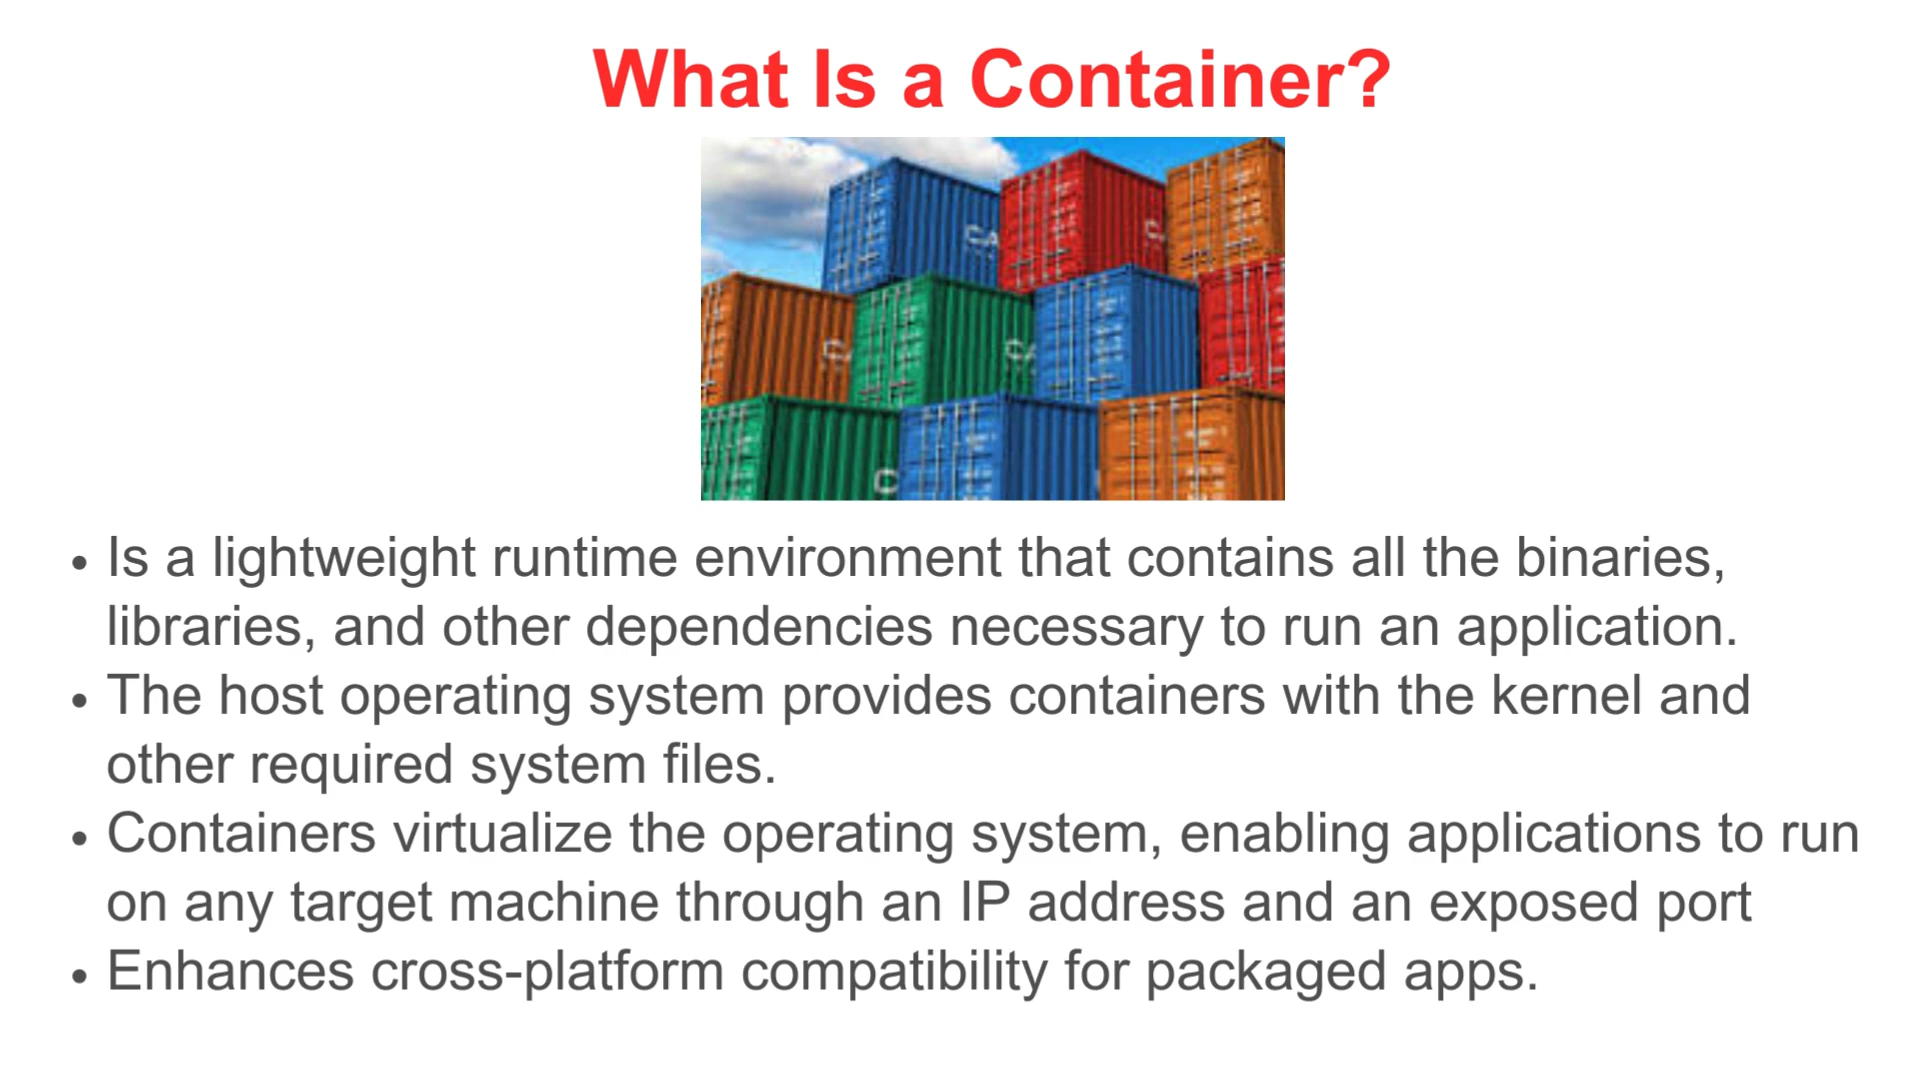 What Is a Container?
CA
C
• Is a lightweight runtime environment that contains all the binaries,
libraries, and other dependencies necessary to run an application.
• The host operating system provides containers with the kernel and
other required system files.
• Containers virtualize the operating system, enabling applications to run
on any target machine through an IP address and an exposed port
• Enhances cross-platform compatibility for packaged apps.